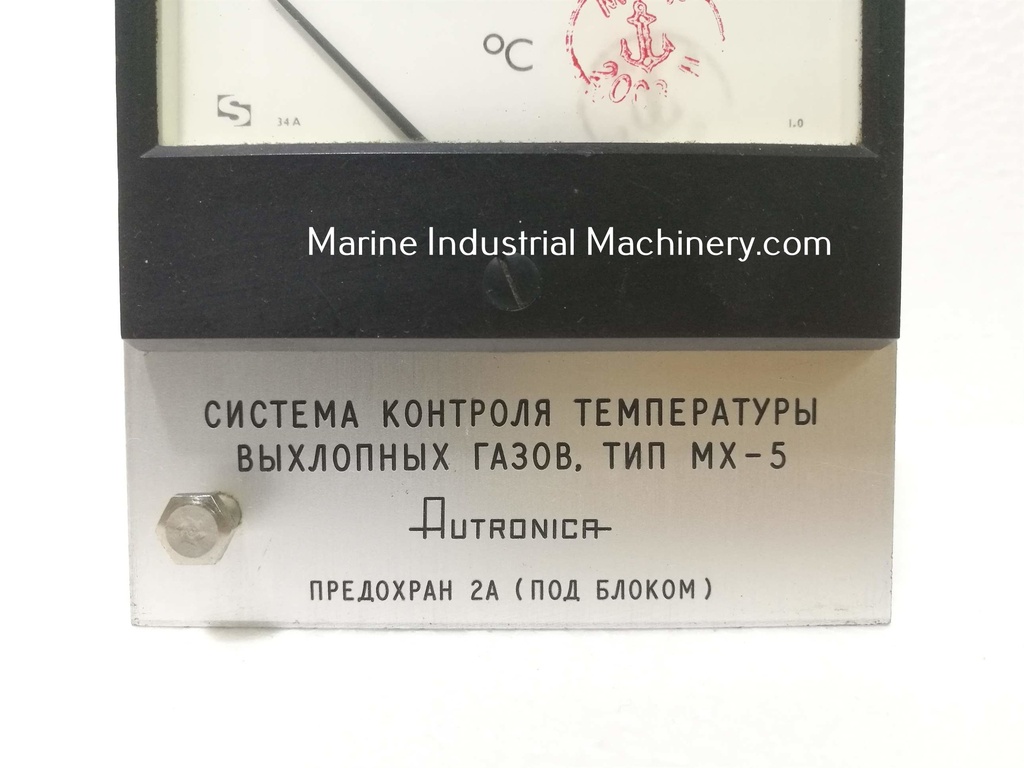 °C
34A
1.0
Marine Industrial Machinery.com
СИСТЕМА КОНТРОЛЯ ТЕМПЕРАТУРЫ
ВЫХЛОПНЫХ ГАЗОВ, ТИП МХ-5
AUTRONICA
ПРЕДОХРАН 2А (ПОД БЛОКОМ)